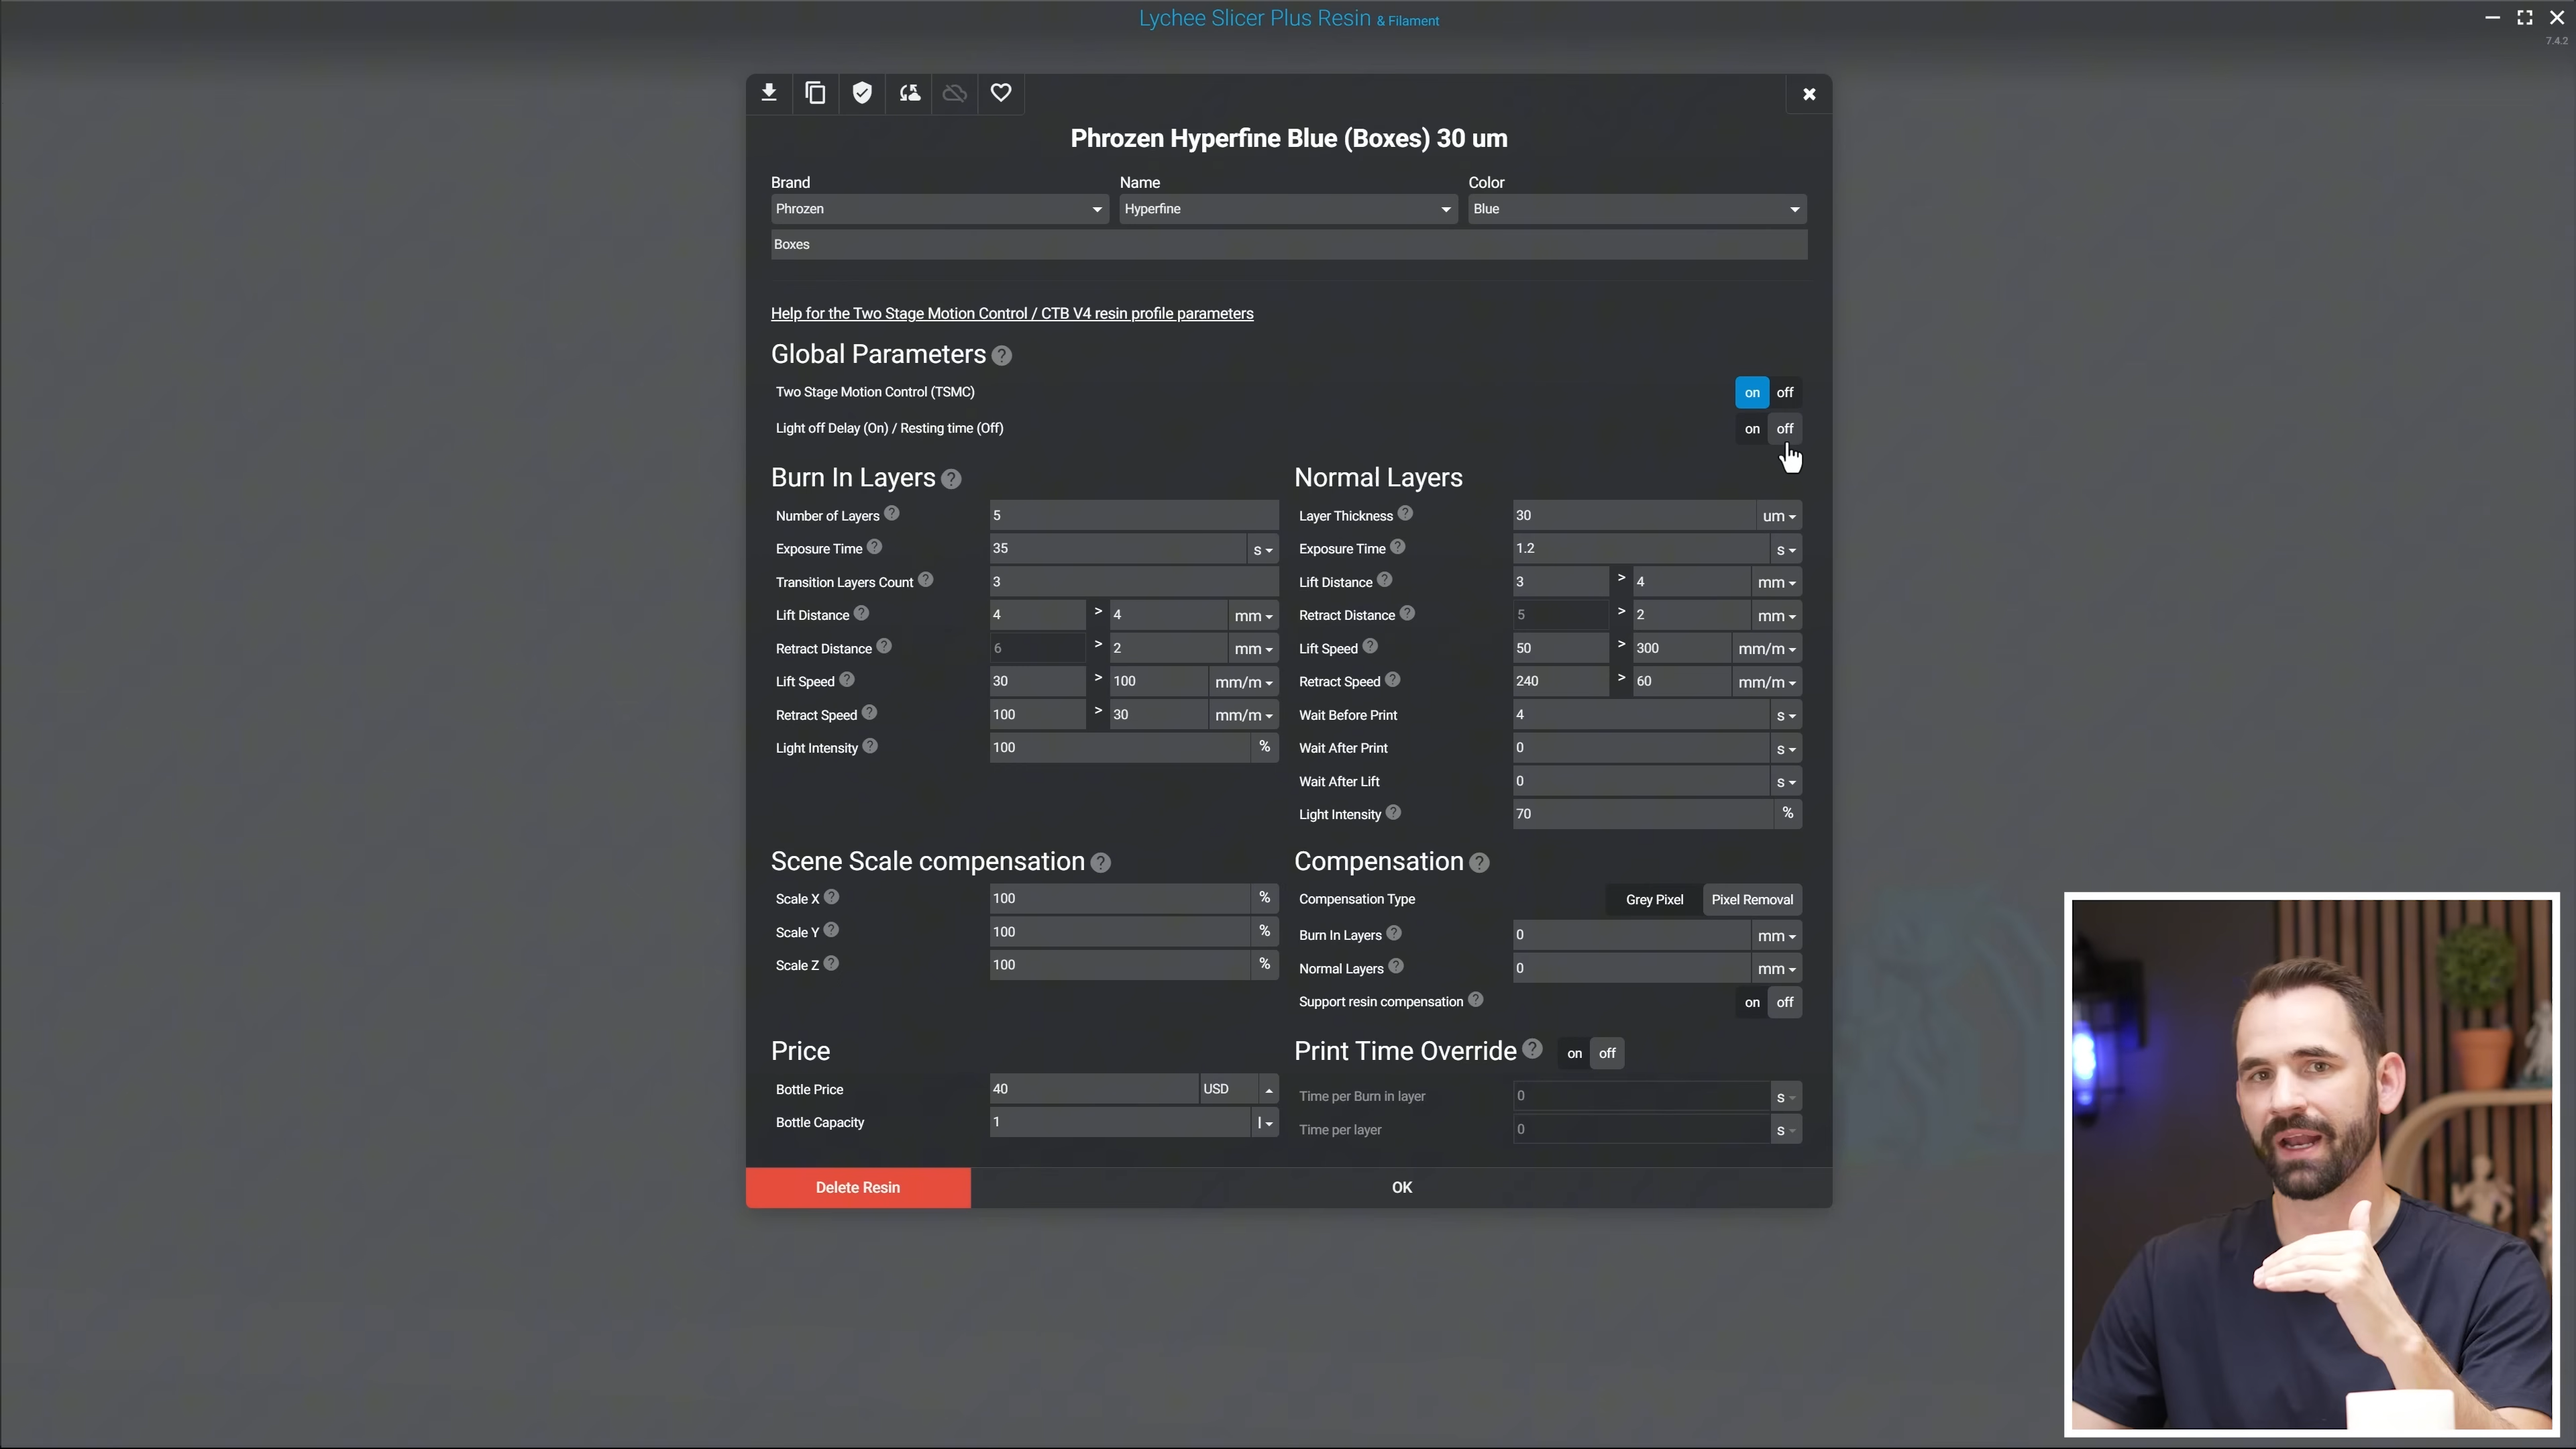 Lychee Slicer Plus Resin & Filament
7.4.2
Phrozen Hyperfine Blue (Boxes) 30 um
Brand Name Color
Phrozen Hyperfine Blue
Boxes
Help for the Two Stage Motion Control / CTB V4 resin profile parameters
Global Parameters ?
Two Stage Motion Control (TSMC) on off
Light off Delay (On) / Resting time (Off) on off
Burn In Layers ?
Number of Layers ? 5
Exposure Time ? 35 s
Transition Layers Count ? 3
Lift Distance ? 4 > 4 mm
Retract Distance ? 6 > 2 mm
Lift Speed ? 30 > 100 mm/m
Retract Speed ? 100 > 30 mm/m
Light Intensity ? 100 %
Normal Layers
Layer Thickness ? 30 um
Exposure Time ? 1.2 s
Lift Distance ? 3 > 4 mm
Retract Distance ? 5 > 2 mm
Lift Speed ? 50 > 300 mm/m
Retract Speed ? 240 > 60 mm/m
Wait Before Print 4 s
Wait After Print 0 s
Wait After Lift 0 s
Light Intensity ? 70 %
Scene Scale compensation ?
Scale X ? 100 %
Scale Y ? 100 %
Scale Z ? 100 %
Compensation ?
Compensation Type Grey Pixel Pixel Removal
Burn In Layers ? 0 mm
Normal Layers ? 0 mm
Support resin compensation ? on off
Price
Bottle Price 40 USD
Bottle Capacity 1 l
Print Time Override ? on off
Time per Burn in layer 0 s
Time per layer 0 s
Delete Resin OK